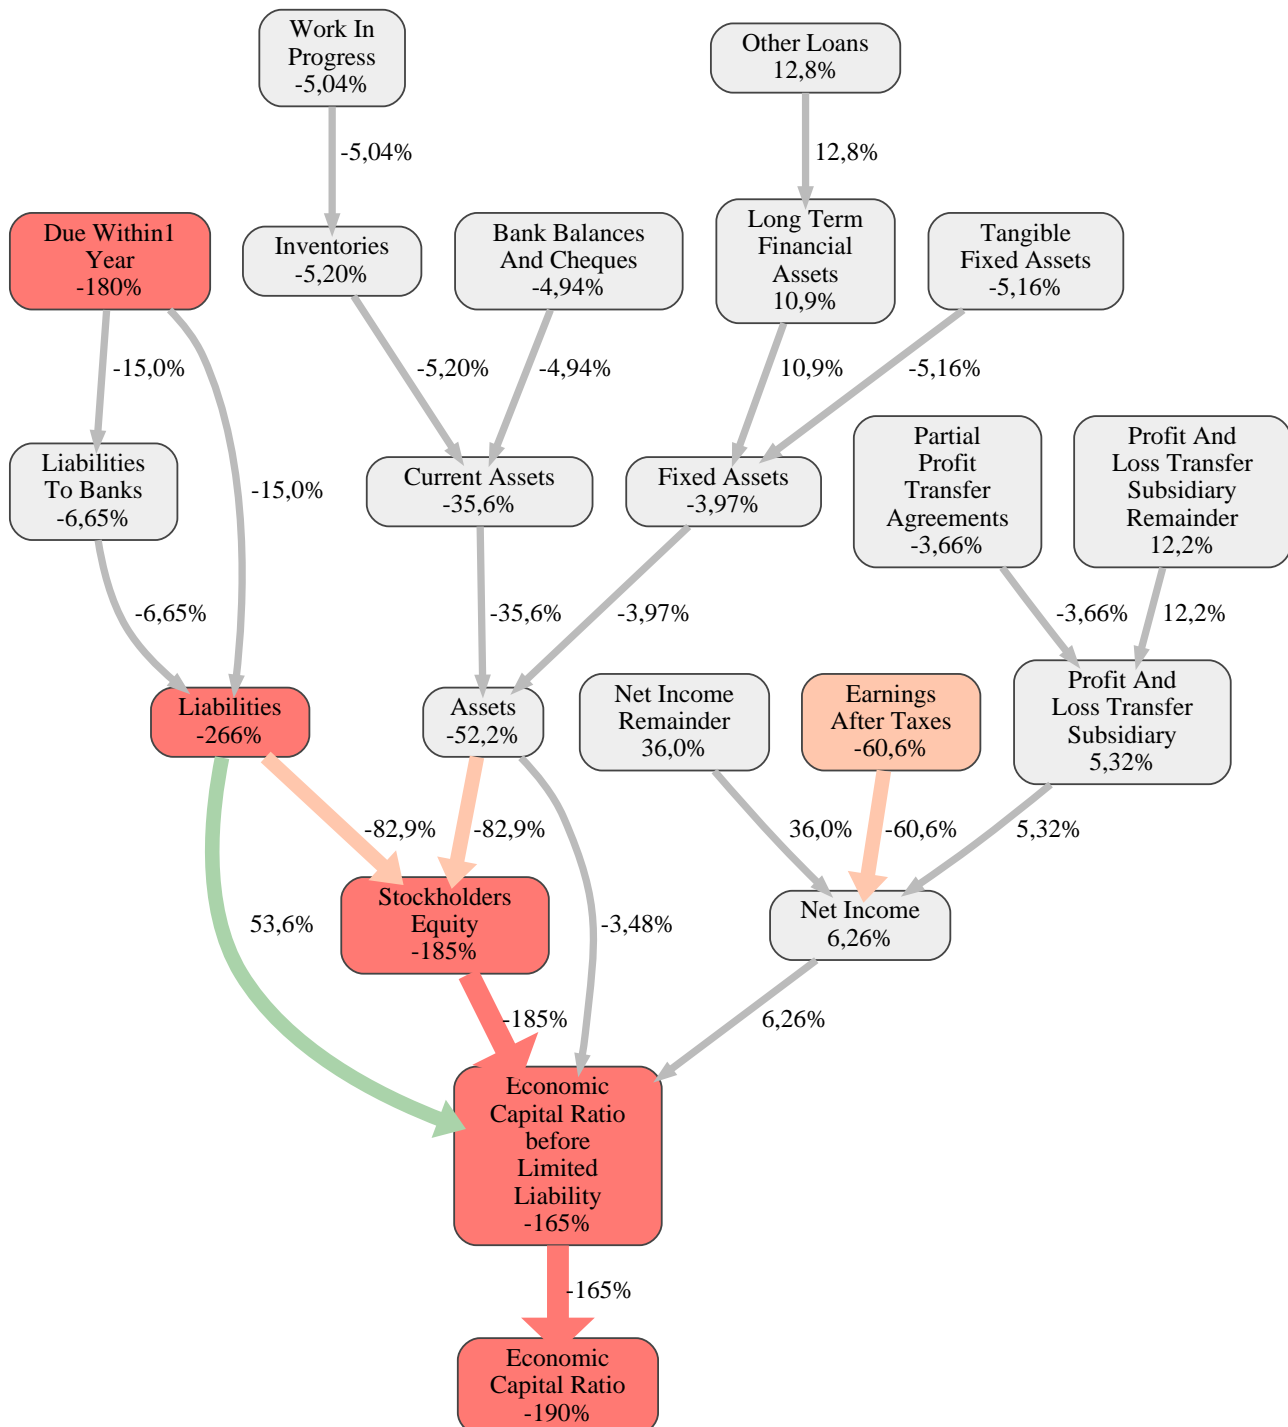 Work In
Progress
-5,04%
Other Loans
12,8%
-5,04%
12,8%
Due Within1
Year
-180%
Inventories
-5,20%
Bank Balances
And Cheques
-4,94%
Long Term
Financial
Assets
10,9%
Tangible
Fixed Assets
-5,16%
-15,0%
-5,20%
-4,94%
10,9%
-5,16%
Liabilities
To Banks
-6,65%
-15,0%
Current Assets
-35,6%
Fixed Assets
-3,97%
Partial
Profit
Transfer
Agreements
-3,66%
Profit And
Loss Transfer
Subsidiary
Remainder
12,2%
-6,65%
-35,6%
-3,97%
-3,66%
12,2%
Liabilities
-266%
Assets
-52,2%
Net Income
Remainder
36,0%
Earnings
After Taxes
-60,6%
Profit And
Loss Transfer
Subsidiary
5,32%
-82,9%
-82,9%
36,0%
-60,6%
5,32%
53,6%
Stockholders
Equity
-185%
-3,48%
Net Income
6,26%
-185%
6,26%
Economic
Capital Ratio
before
Limited
Liability
-165%
-165%
Economic
Capital Ratio
-190%